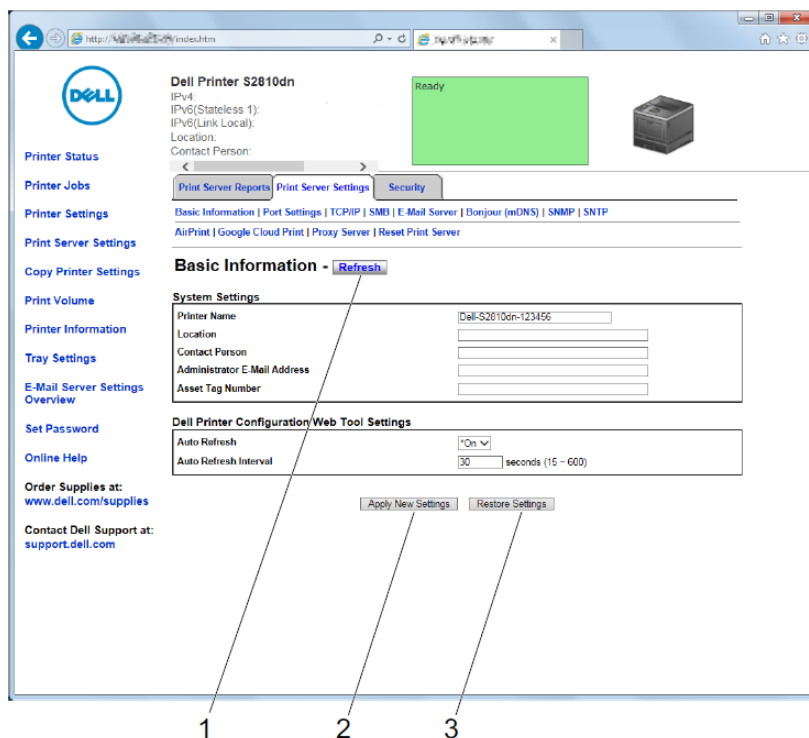 http:// /index.htm
DELL
Dell Printer S2810dn
IPv4:
IPv6(Stateless 1):
IPv6(Link Local):
Location:
Contact Person:
Ready
Printer Status
Printer Jobs
Printer Settings
Print Server Settings
Copy Printer Settings
Print Volume
Printer Information
Tray Settings
E-Mail Server Settings
Overview
Set Password
Online Help
Order Supplies at:
www.dell.com/supplies
Contact Dell Support at:
support.dell.com
Print Server Reports Print Server Settings Security
Basic Information | Port Settings | TCP/IP | SMB | E-Mail Server | Bonjour (mDNS) | SNMP | SNTP
AirPrint | Google Cloud Print | Proxy Server | Reset Print Server
Basic Information - Refresh
System Settings
Printer Name Dell-S2810dn-123456
Location
Contact Person
Administrator E-Mail Address
Asset Tag Number
Dell Printer Configuration Web Tool Settings
Auto Refresh *On
Auto Refresh Interval 30 seconds (15 ~ 600)
Apply New Settings Restore Settings
1 2 3